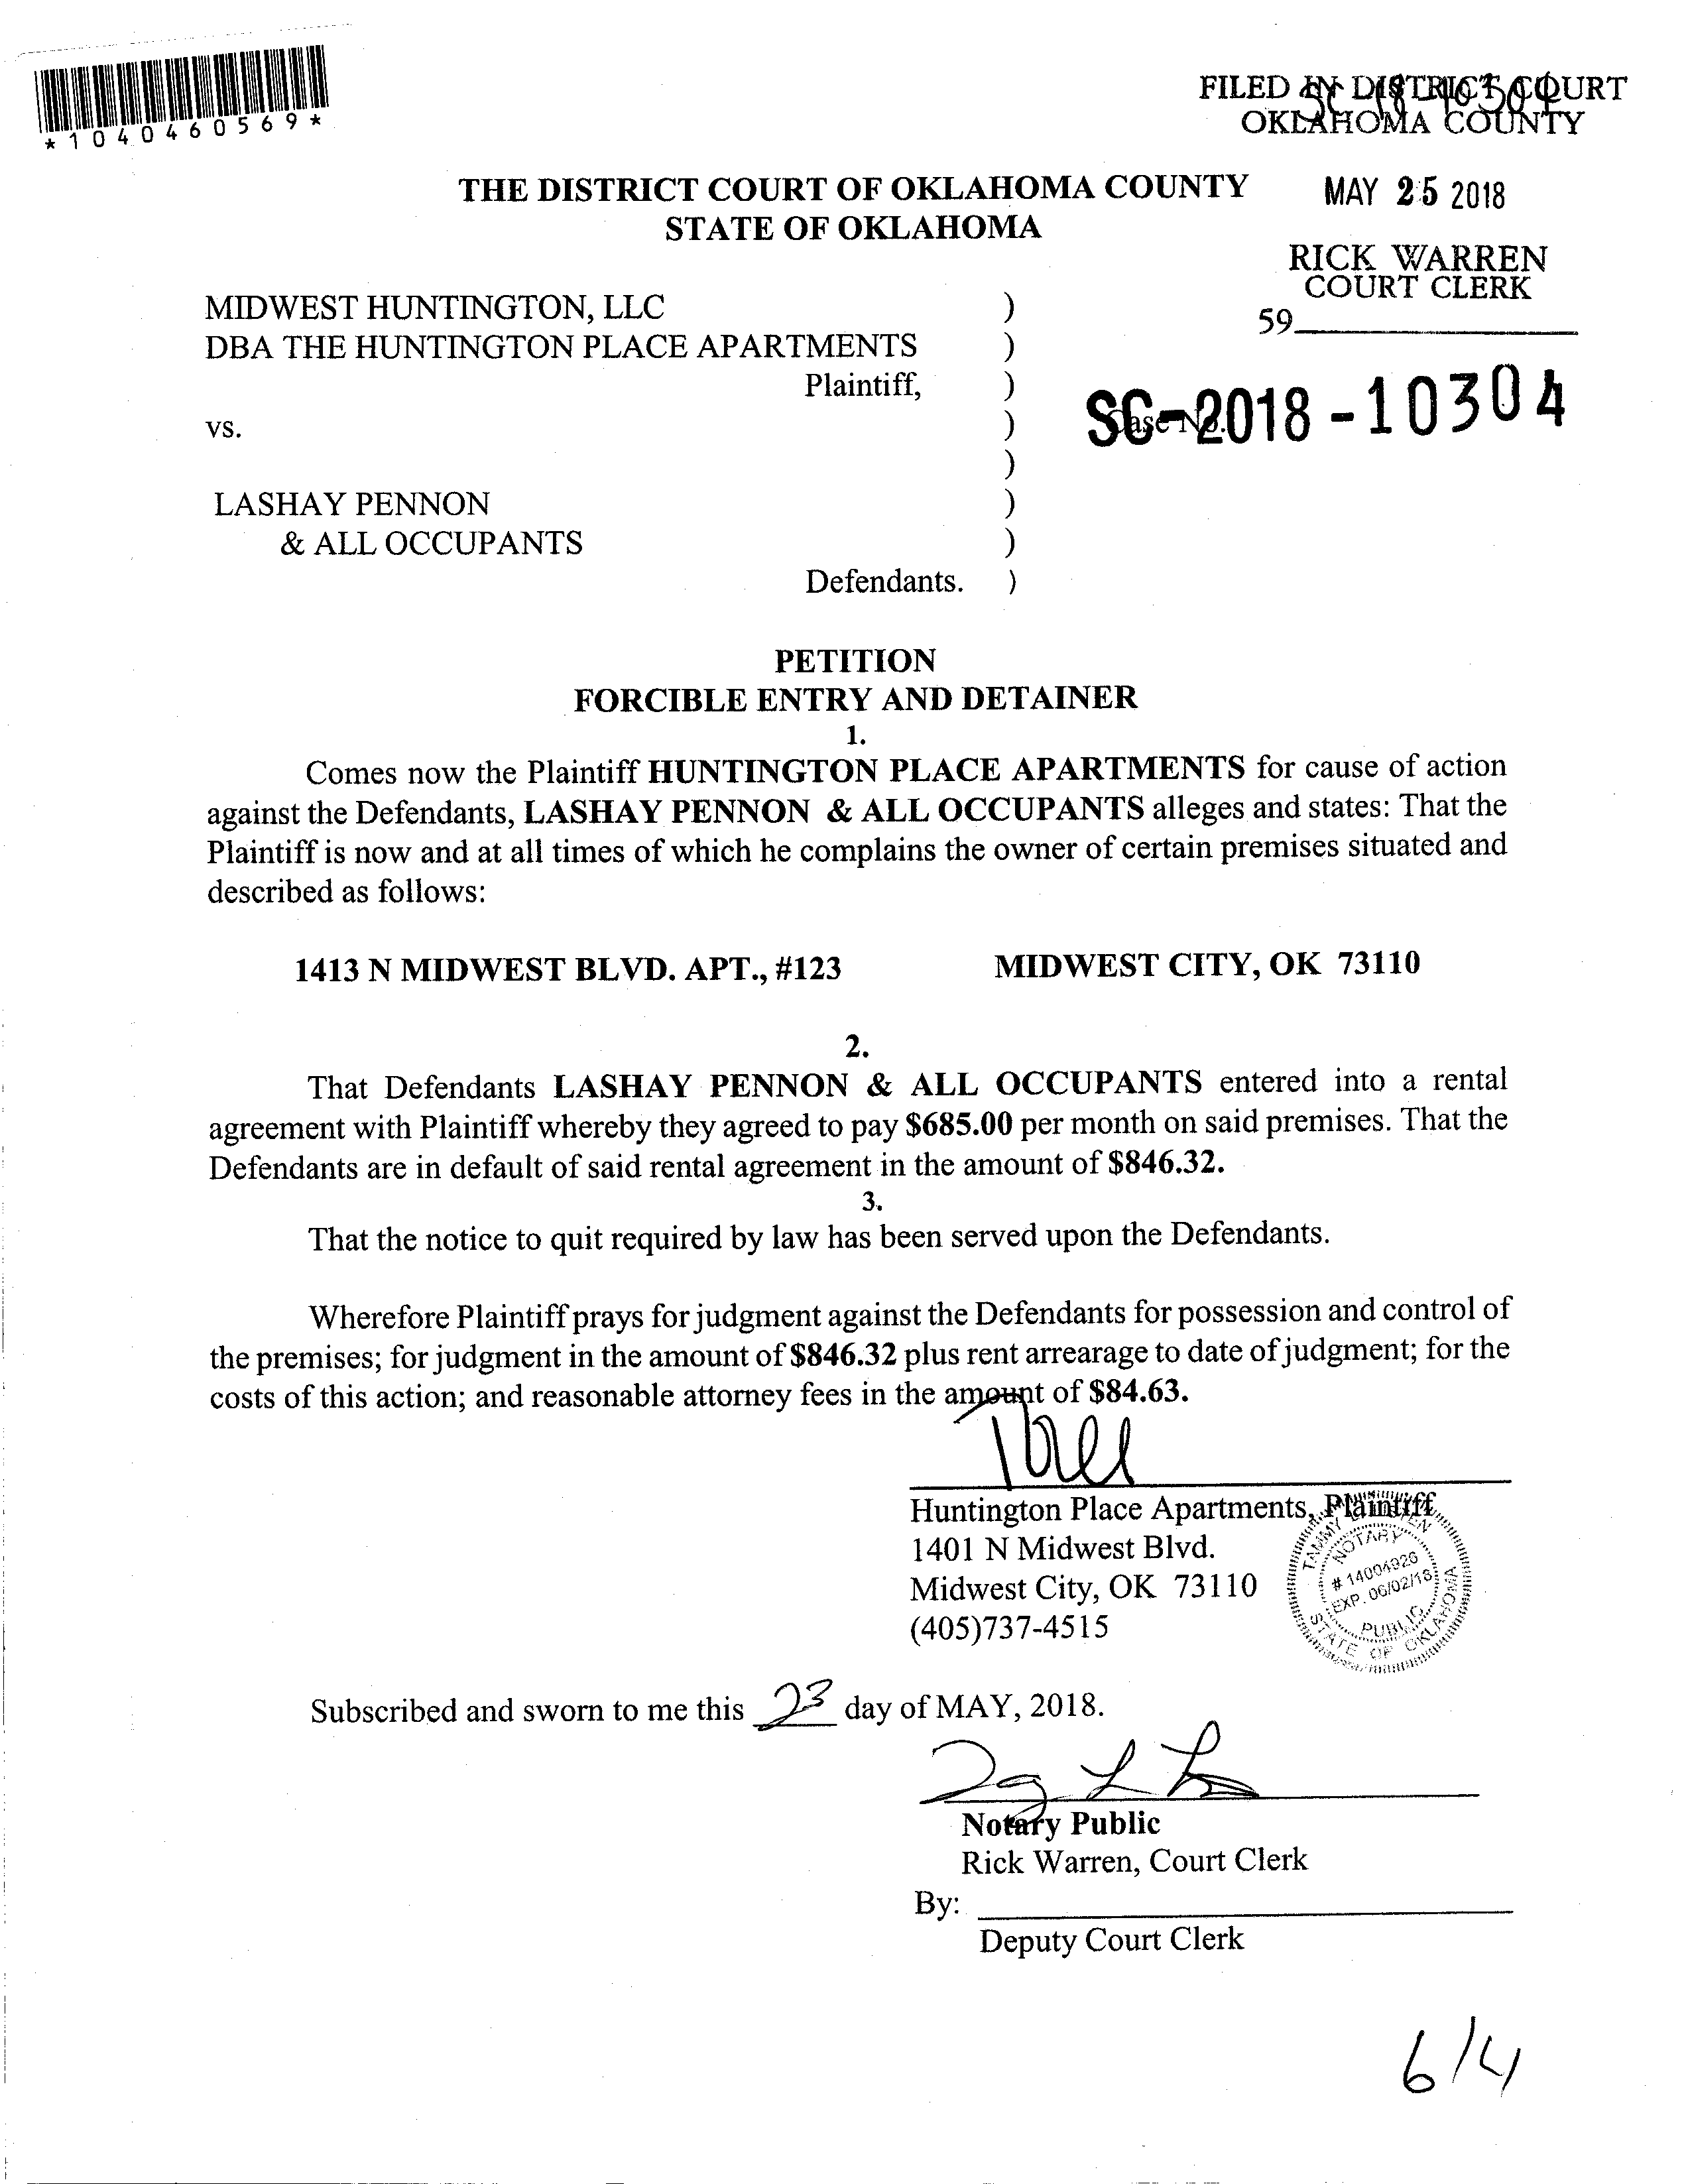 *1040460569*
FILED IN DISTRICT COURT
OKLAHOMA COUNTY
THE DISTRICT COURT OF OKLAHOMA COUNTY
STATE OF OKLAHOMA
MAY 25 2018
RICK WARREN
COURT CLERK
59
MIDWEST HUNTINGTON, LLC )
DBA THE HUNTINGTON PLACE APARTMENTS )
Plaintiff, )
vs. ) Case No. SC-2018-10304
)
LASHAY PENNON )
& ALL OCCUPANTS )
Defendants. )
PETITION
FORCIBLE ENTRY AND DETAINER
1.
Comes now the Plaintiff HUNTINGTON PLACE APARTMENTS for cause of action
against the Defendants, LASHAY PENNON & ALL OCCUPANTS alleges and states: That the
Plaintiff is now and at all times of which he complains the owner of certain premises situated and
described as follows:
1413 N MIDWEST BLVD. APT., #123 MIDWEST CITY, OK 73110
2.
That Defendants LASHAY PENNON & ALL OCCUPANTS entered into a rental
agreement with Plaintiff whereby they agreed to pay $685.00 per month on said premises. That the
Defendants are in default of said rental agreement in the amount of $846.32.
3.
That the notice to quit required by law has been served upon the Defendants.
Wherefore Plaintiff prays for judgment against the Defendants for possession and control of
the premises; for judgment in the amount of $846.32 plus rent arrearage to date of judgment; for the
costs of this action; and reasonable attorney fees in the amount of $84.63.
Huntington Place Apartments, Plaintiff
1401 N Midwest Blvd.
Midwest City, OK 73110
(405)737-4515
TAMMY
NOTARY
# 14004926
EXP. 06/02/18
PUBLIC
STATE OF OKLAHOMA
Subscribed and sworn to me this 23 day of MAY, 2018.
Notary Public
Rick Warren, Court Clerk
By:
Deputy Court Clerk
6/4